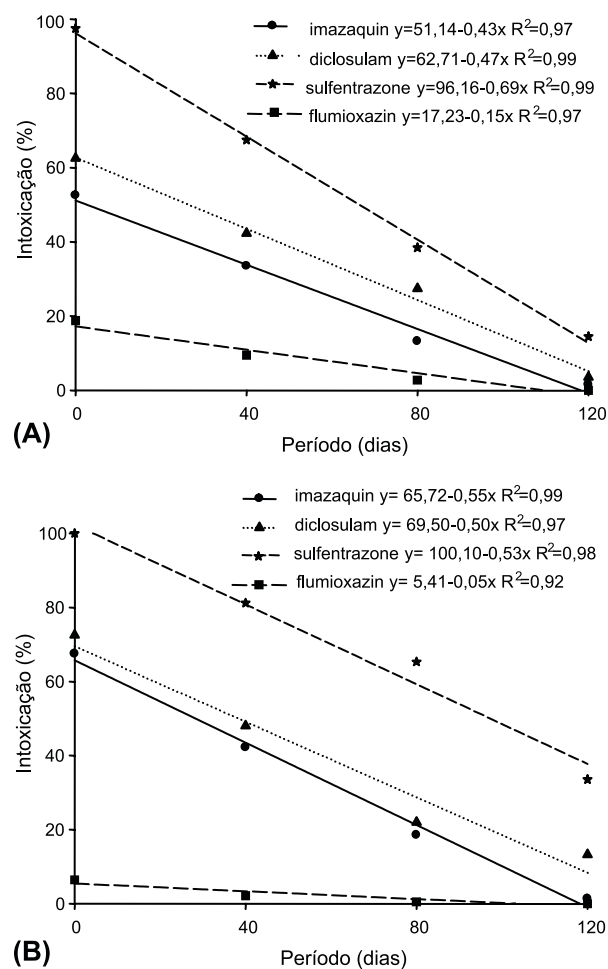 imazaquin y=51,14-0,43x R²=0,97
diclosulam y=62,71-0,47x R²=0,99
sulfentrazone y=96,16-0,69x R²=0,99
flumioxazin y=17,23-0,15x R²=0,97
100
80
60
40
20
0
Intoxicação (%)
0 40 80 120
Período (dias)
(A)
imazaquin y= 65,72-0,55x R²=0,99
diclosulam y= 69,50-0,50x R²=0,97
sulfentrazone y= 100,10-0,53x R²=0,98
flumioxazin y= 5,41-0,05x R²=0,92
100
80
60
40
20
0
Intoxicação (%)
0 40 80 120
Período (dias)
(B)